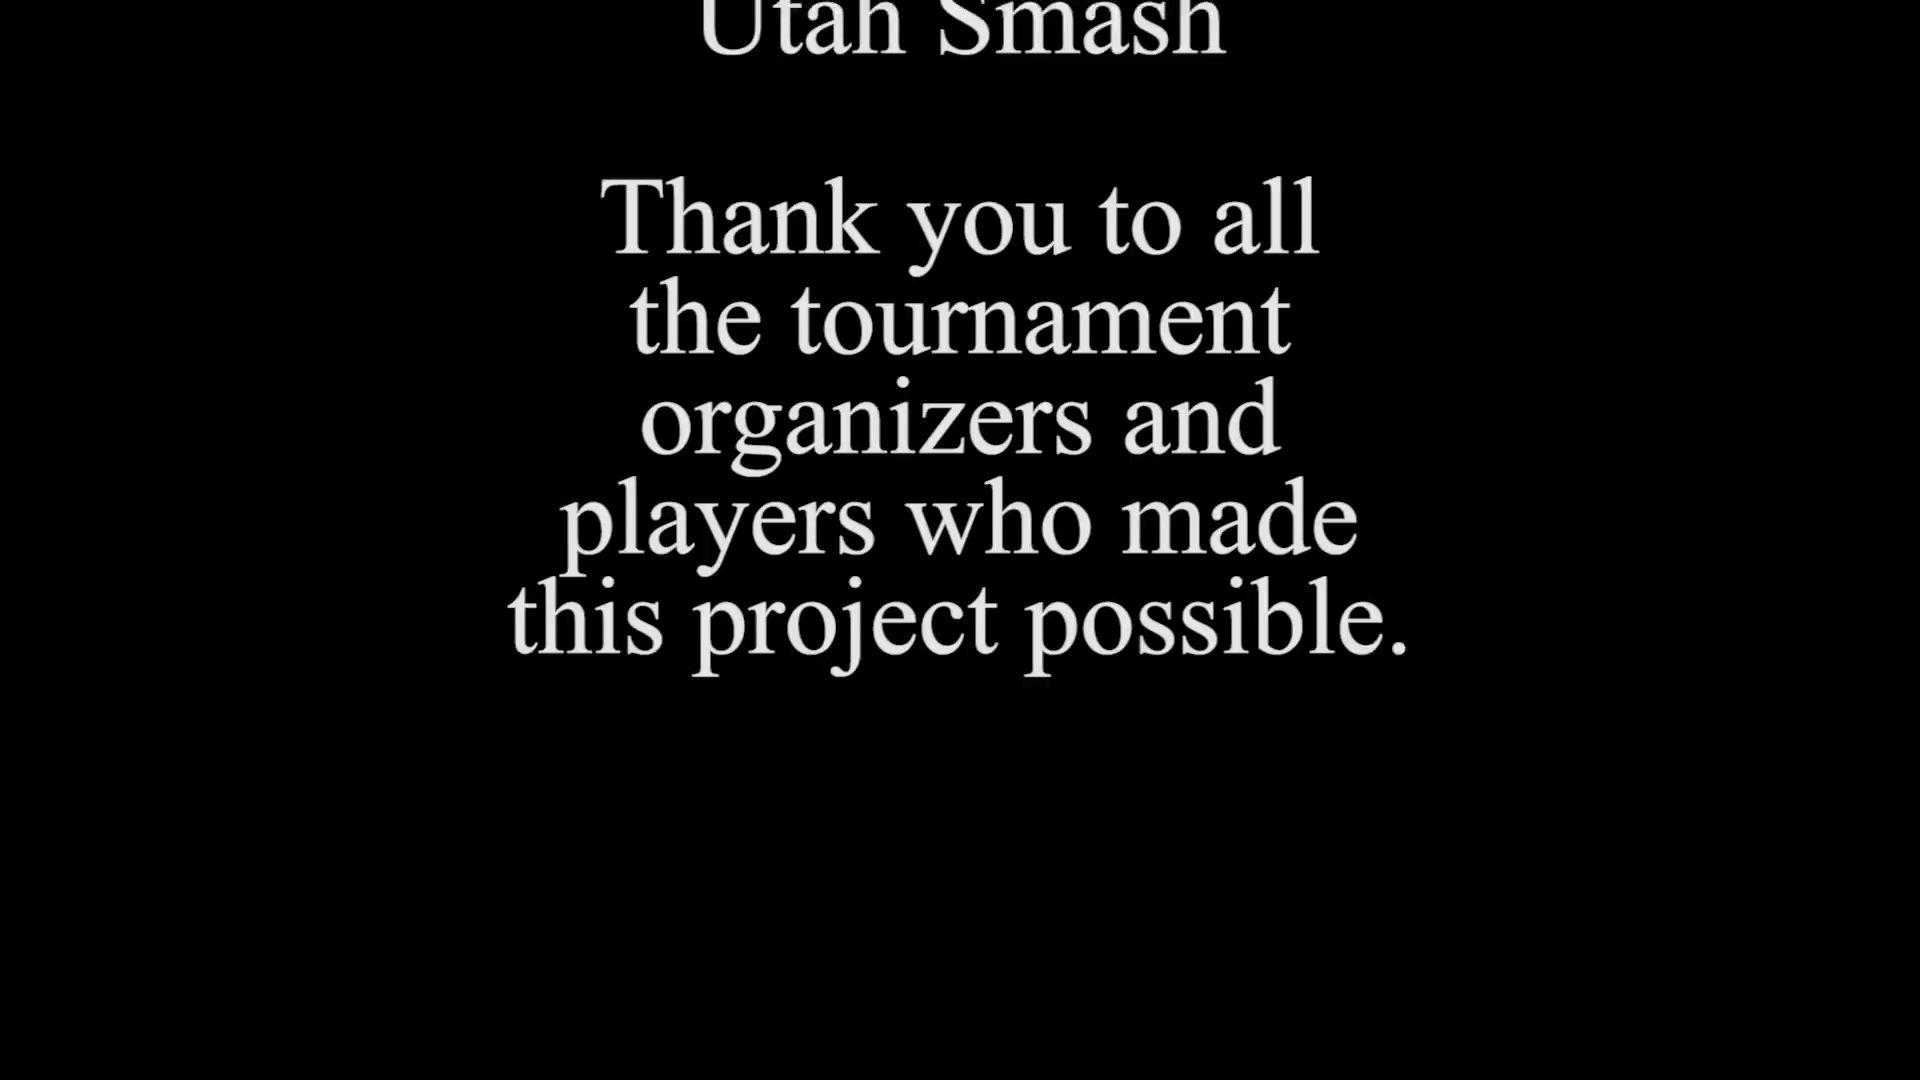 Utah Smash
Thank you to all
the tournament
organizers and
players who made
this project possible.